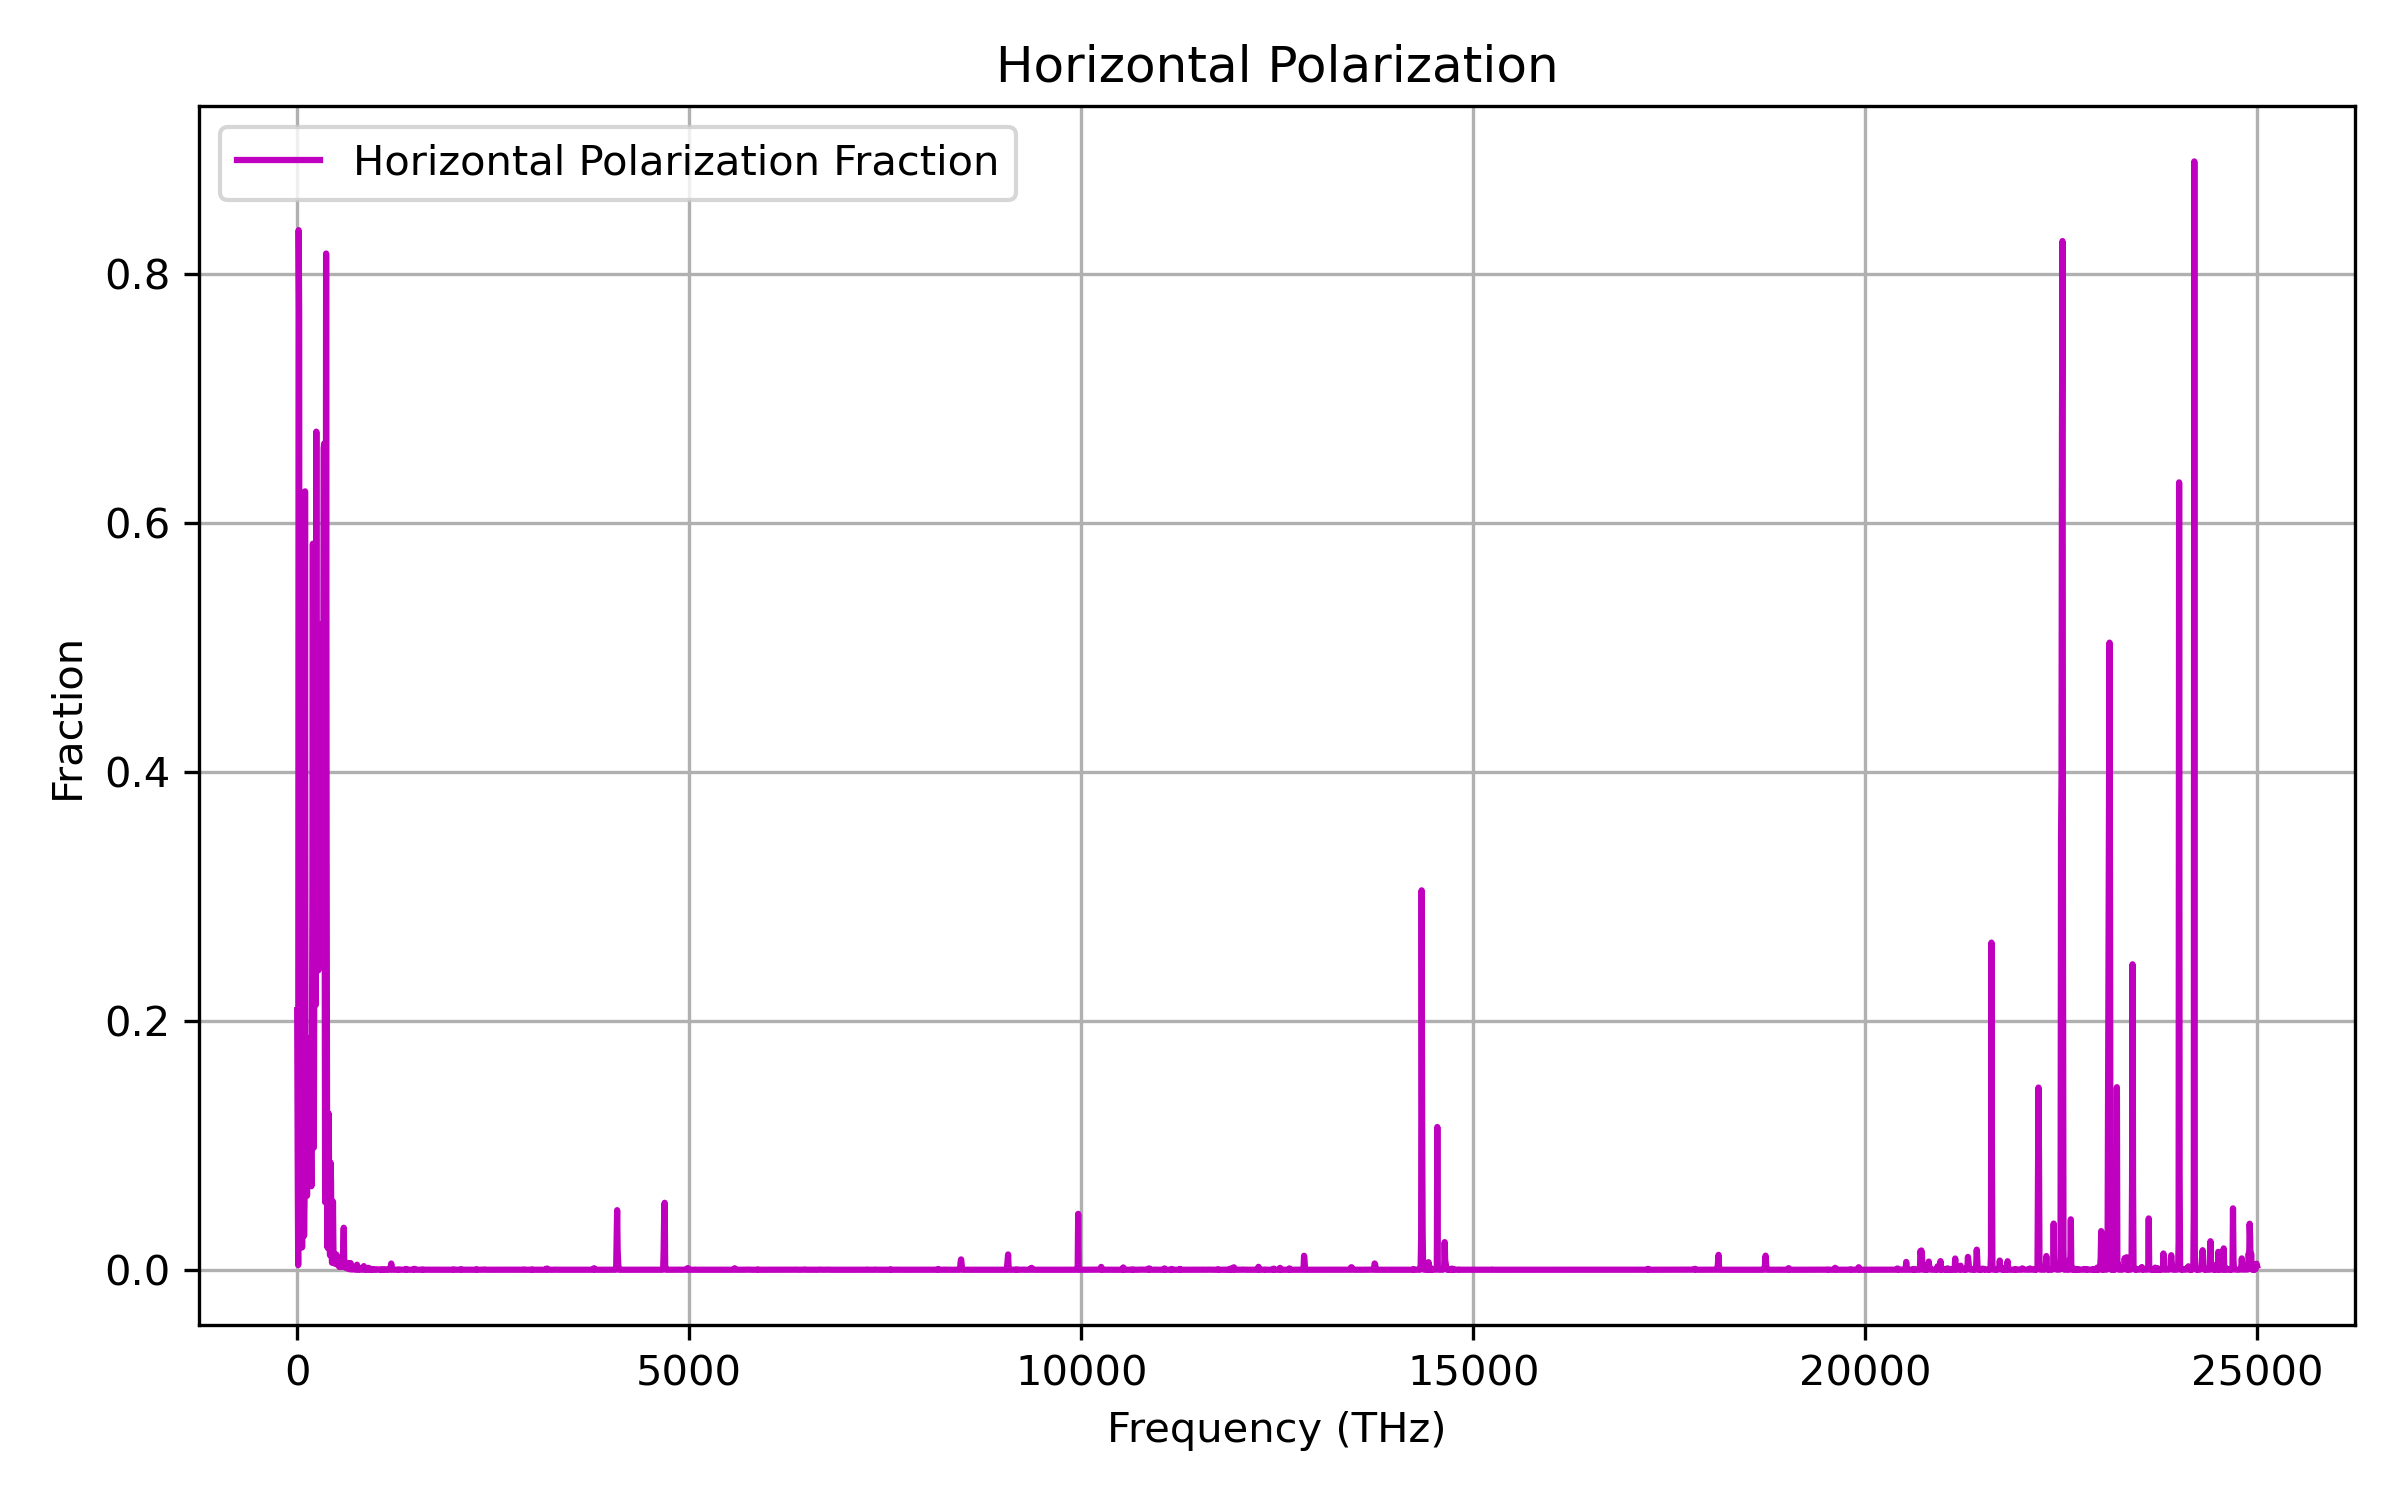 Horizontal Polarization
Horizontal Polarization Fraction
Fraction
0.8
0.6
0.4
0.2
0.0
0 5000 10000 15000 20000 25000
Frequency (THz)